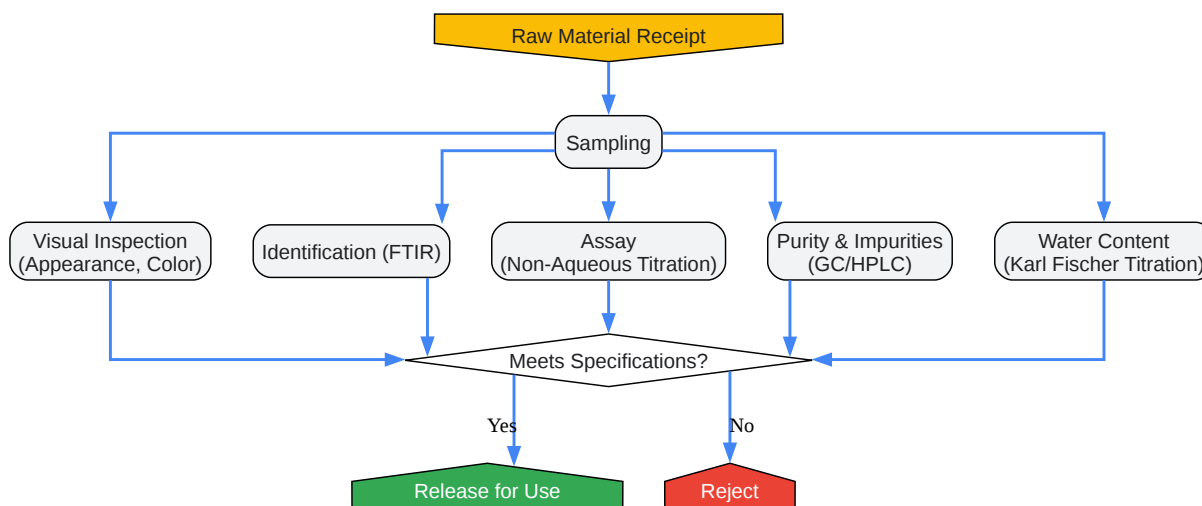 Raw Material Receipt
Sampling
Visual Inspection
(Appearance, Color)
Identification (FTIR)
Assay
(Non-Aqueous Titration)
Purity & Impurities
(GC/HPLC)
Water Content
(Karl Fischer Titration)
Meets Specifications?
Yes
No
Release for Use
Reject